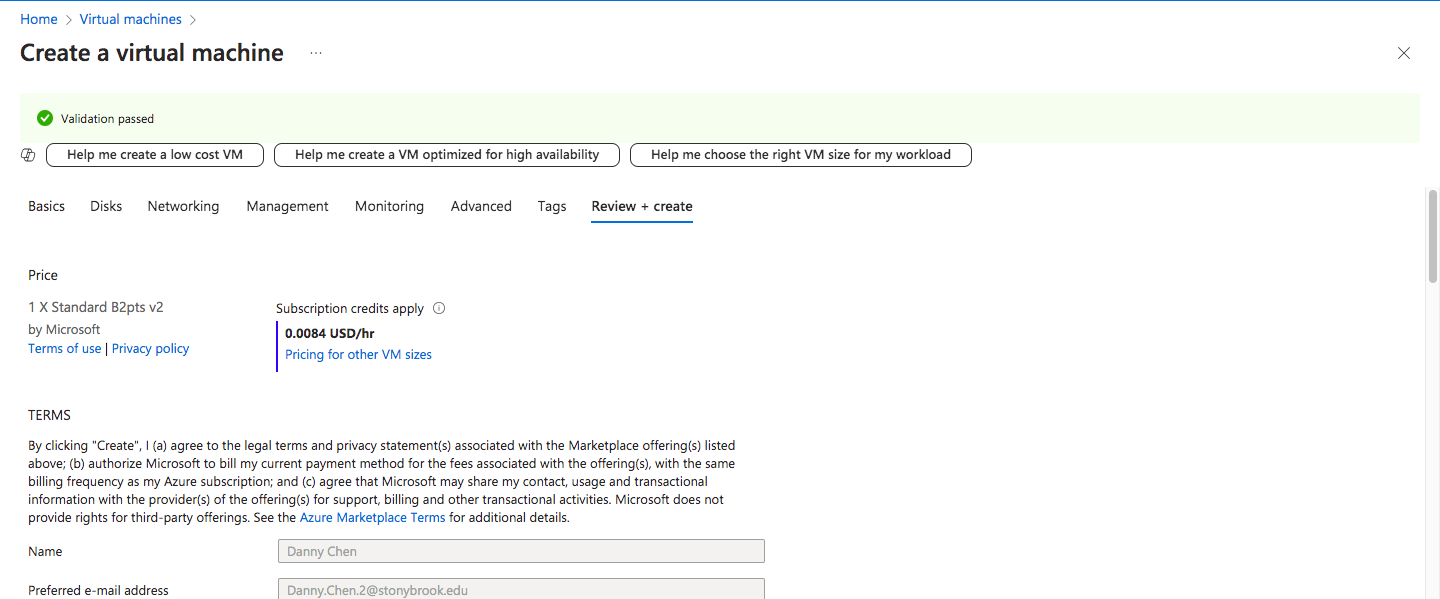 Home > Virtual machines >
Create a virtual machine ...
Validation passed
Help me create a low cost VM Help me create a VM optimized for high availability Help me choose the right VM size for my workload
Basics Disks Networking Management Monitoring Advanced Tags Review + create
Price
1 X Standard B2pts v2
by Microsoft
Terms of use | Privacy policy
Subscription credits apply
0.0084 USD/hr
Pricing for other VM sizes
TERMS
By clicking "Create", I (a) agree to the legal terms and privacy statement(s) associated with the Marketplace offering(s) listed
above; (b) authorize Microsoft to bill my current payment method for the fees associated with the offering(s), with the same
billing frequency as my Azure subscription; and (c) agree that Microsoft may share my contact, usage and transactional
information with the provider(s) of the offering(s) for support, billing and other transactional activities. Microsoft does not
provide rights for third-party offerings. See the Azure Marketplace Terms for additional details.
Name Danny Chen
Preferred e-mail address Danny.Chen.2@stonybrook.edu